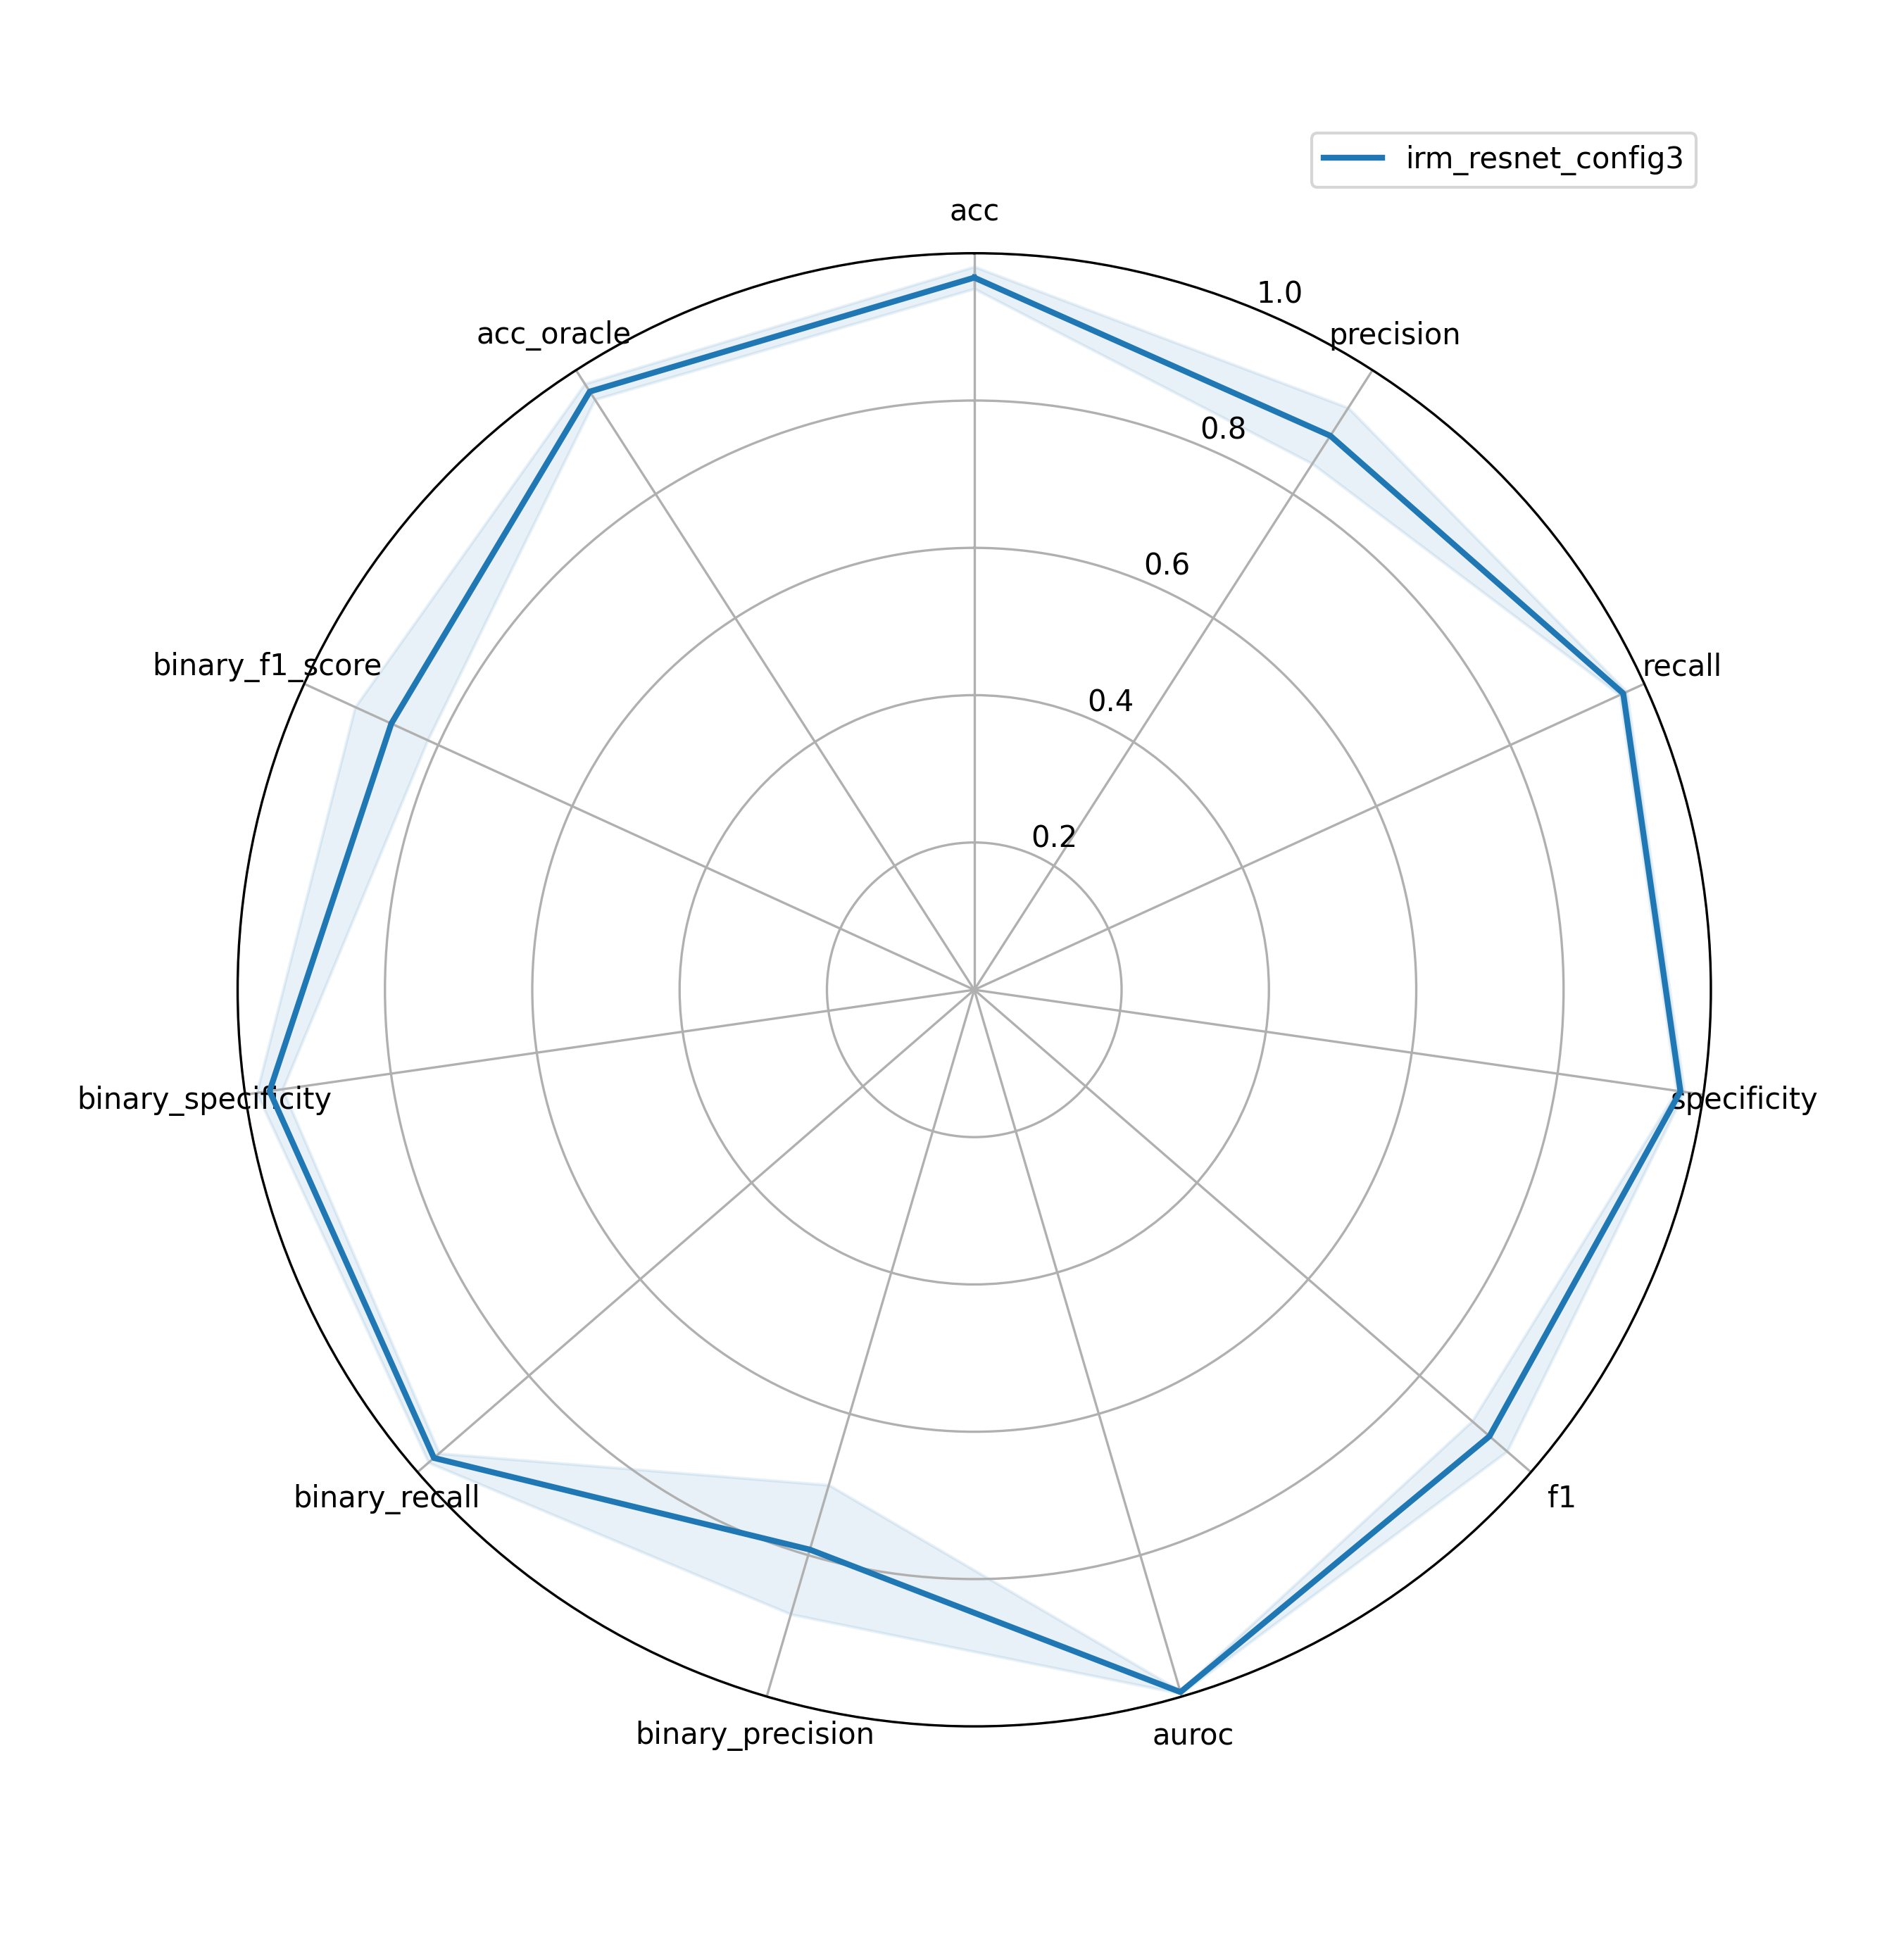 irm_resnet_config3
acc
1.0
acc_oracle
precision
0.8
0.6
binary_f1_score
recall
0.4
0.2
binary_specificity
specificity
binary_recall
f1
binary_precision
auroc